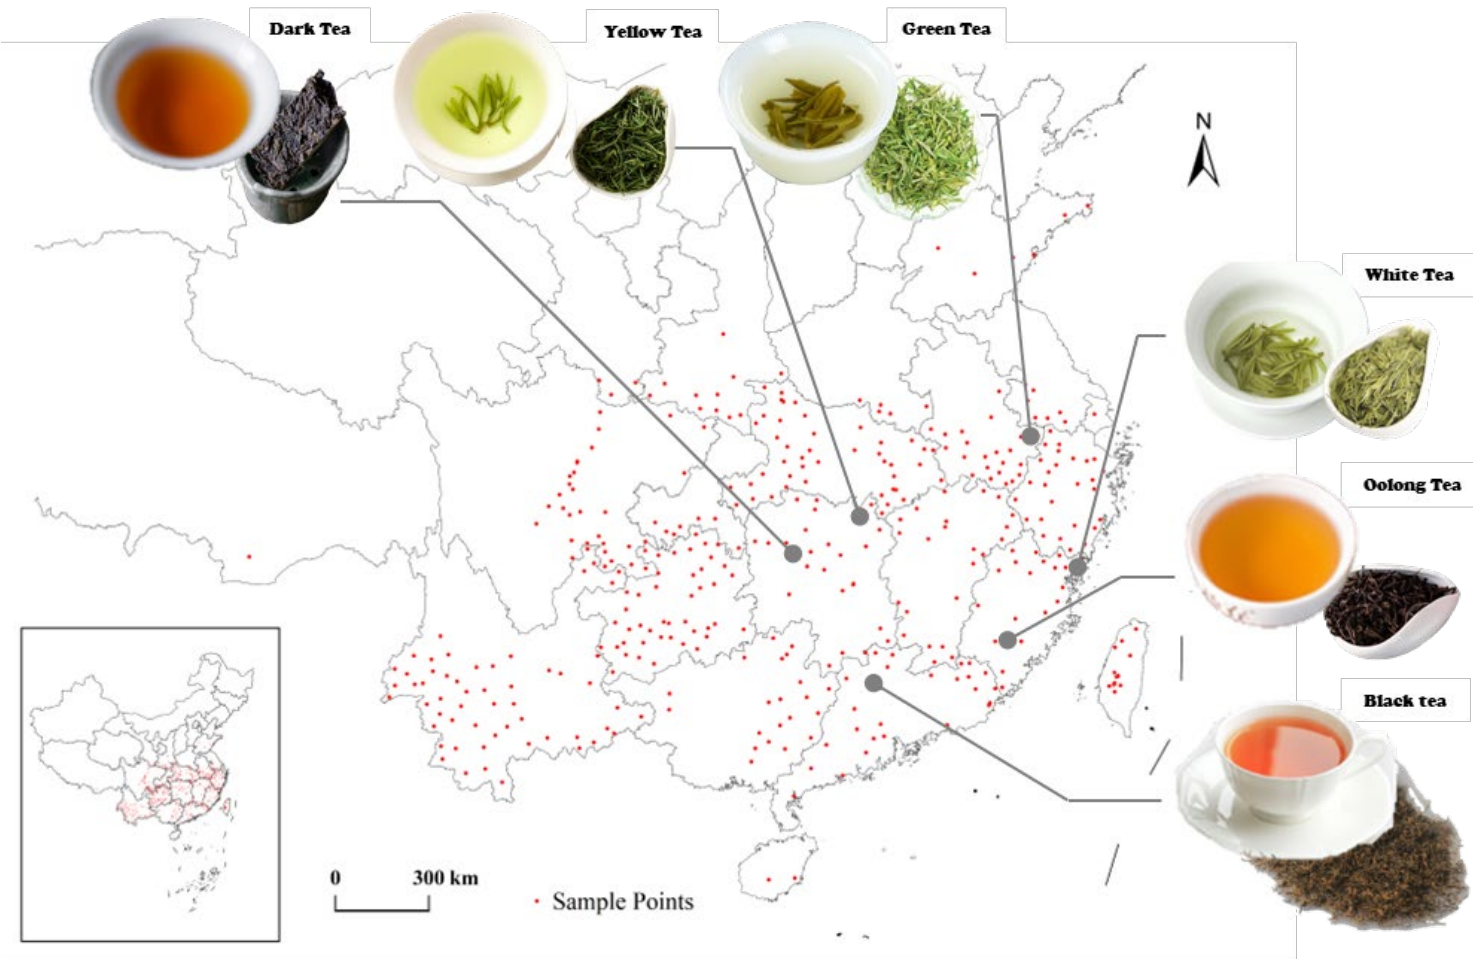 Dark Tea
Yellow Tea
Green Tea
N
White Tea
Oolong Tea
Black tea
0 300 km
Sample Points